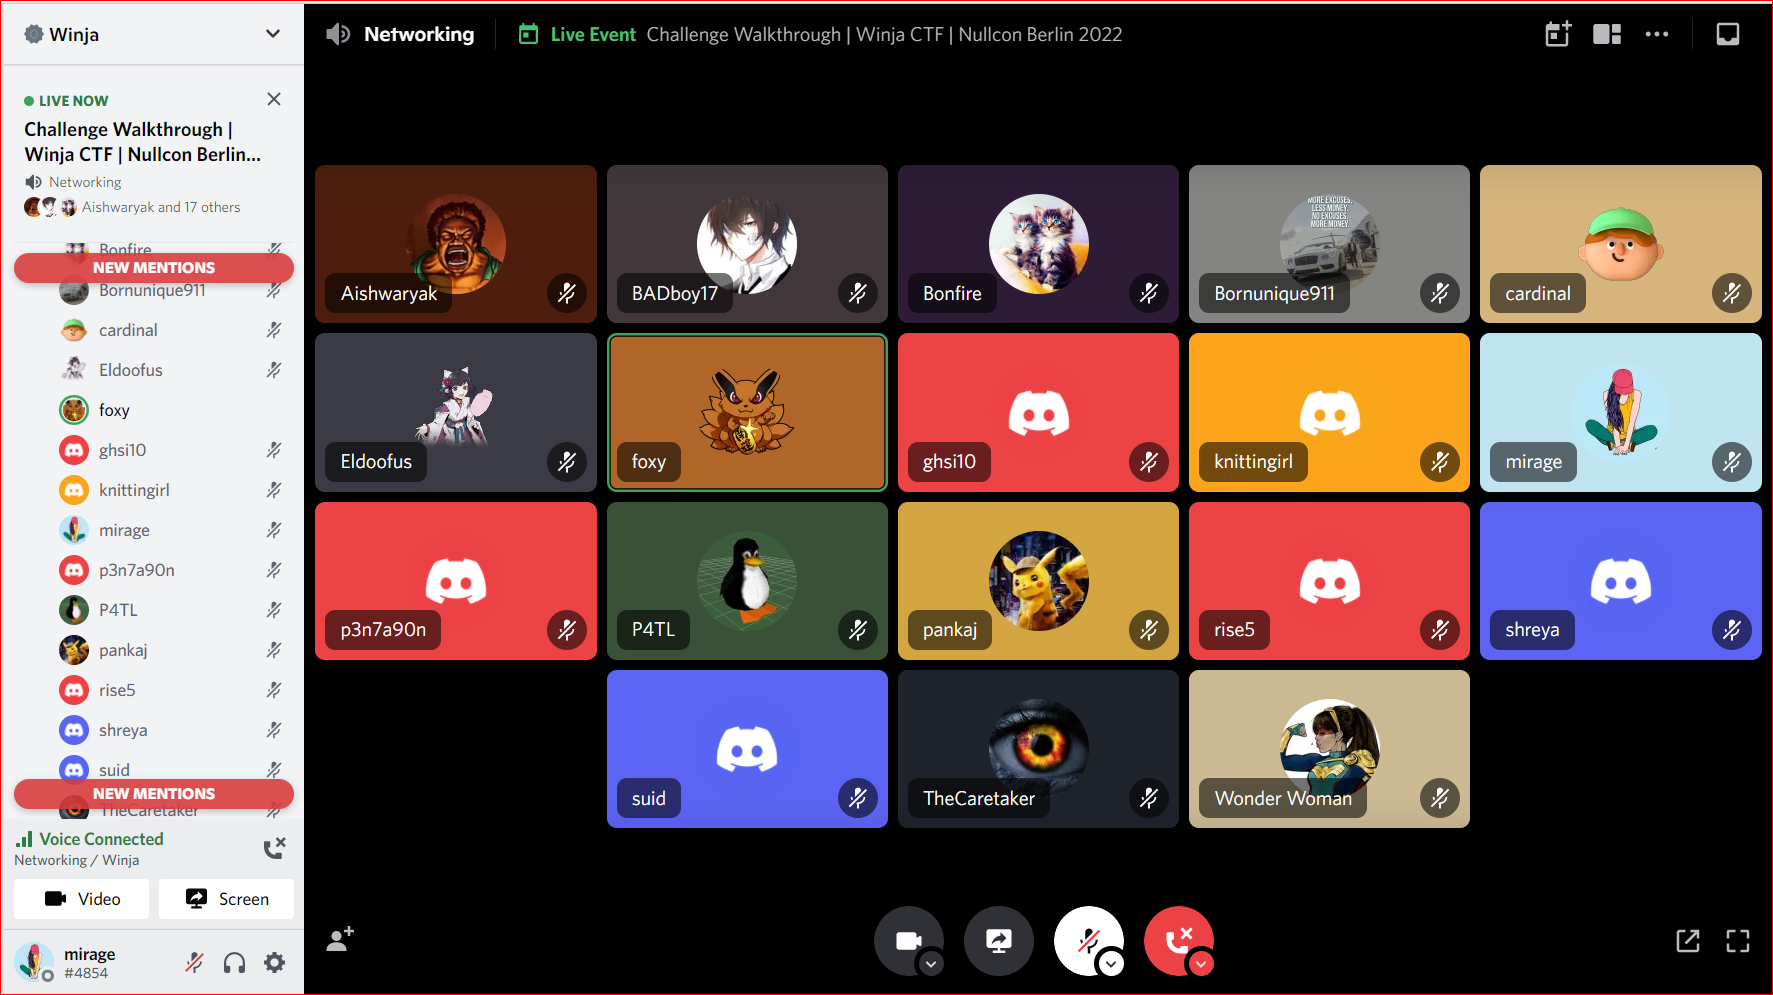 Winja
LIVE NOW
Challenge Walkthrough |
Winja CTF | Nullcon Berlin...
Networking
Aishwaryak and 17 others
Bonfire
NEW MENTIONS
Bornunique911
cardinal
Eldoofus
foxy
ghsi10
knittingirl
mirage
p3n7a90n
P4TL
pankaj
rise5
shreya
suid
NEW MENTIONS
TheCaretaker
Voice Connected
Networking / Winja
Video Screen
mirage
#4854
Networking Live Event Challenge Walkthrough | Winja CTF | Nullcon Berlin 2022
Aishwaryak
BADboy17
Bonfire
MORE EXCUSES,
LESS MONEY.
NO EXCUSES,
MORE MONEY.
Bornunique911
cardinal
Eldoofus
foxy
ghsi10
knittingirl
mirage
p3n7a90n
P4TL
pankaj
rise5
shreya
suid
TheCaretaker
Wonder Woman